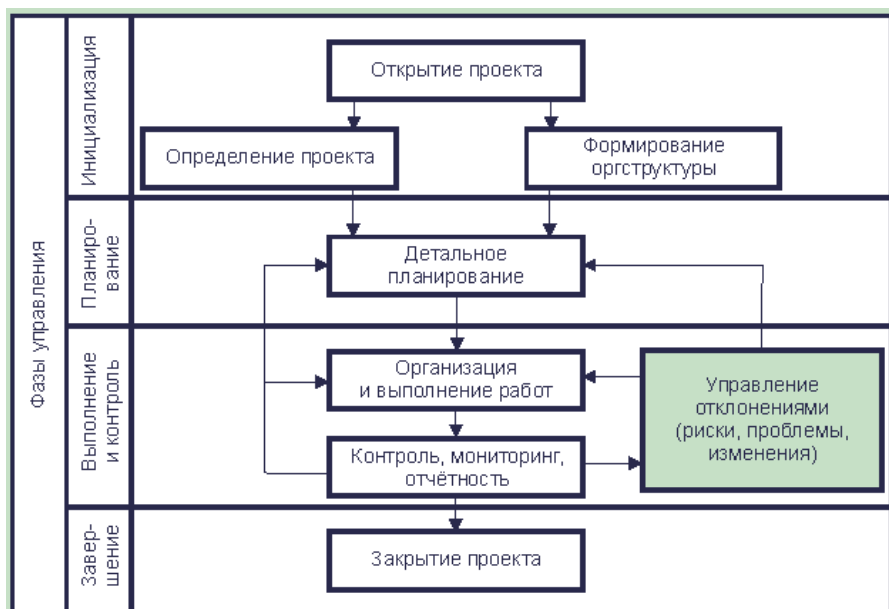 Фазы управления
Инициализация
Открытие проекта
Определение проекта
Формирование
оргструктуры
Планиро-
вание
Детальное
планирование
Выполнение
и контроль
Организация
и выполнение работ
Управление
отклонениями
(риски, проблемы,
изменения)
Контроль, мониторинг,
отчётность
Завер-
шение
Закрытие проекта